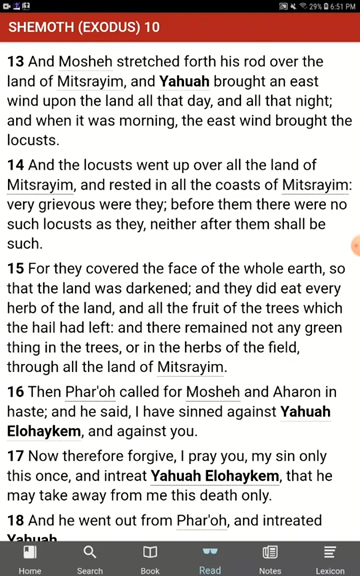 29% 6:51 PM
SHEMOTH (EXODUS) 10
13 And Mosheh stretched forth his rod over the
land of Mitsrayim, and Yahuah brought an east
wind upon the land all that day, and all that night;
and when it was morning, the east wind brought the
locusts.
14 And the locusts went up over all the land of
Mitsrayim, and rested in all the coasts of Mitsrayim:
very grievous were they; before them there were no
such locusts as they, neither after them shall be
such.
15 For they covered the face of the whole earth, so
that the land was darkened; and they did eat every
herb of the land, and all the fruit of the trees which
the hail had left: and there remained not any green
thing in the trees, or in the herbs of the field,
through all the land of Mitsrayim.
16 Then Phar'oh called for Mosheh and Aharon in
haste; and he said, I have sinned against Yahuah
Elohaykem, and against you.
17 Now therefore forgive, I pray you, my sin only
this once, and intreat Yahuah Elohaykem, that he
may take away from me this death only.
18 And he went out from Phar'oh, and intreated
Yahuah.
Home Search Book Read Notes Lexicon